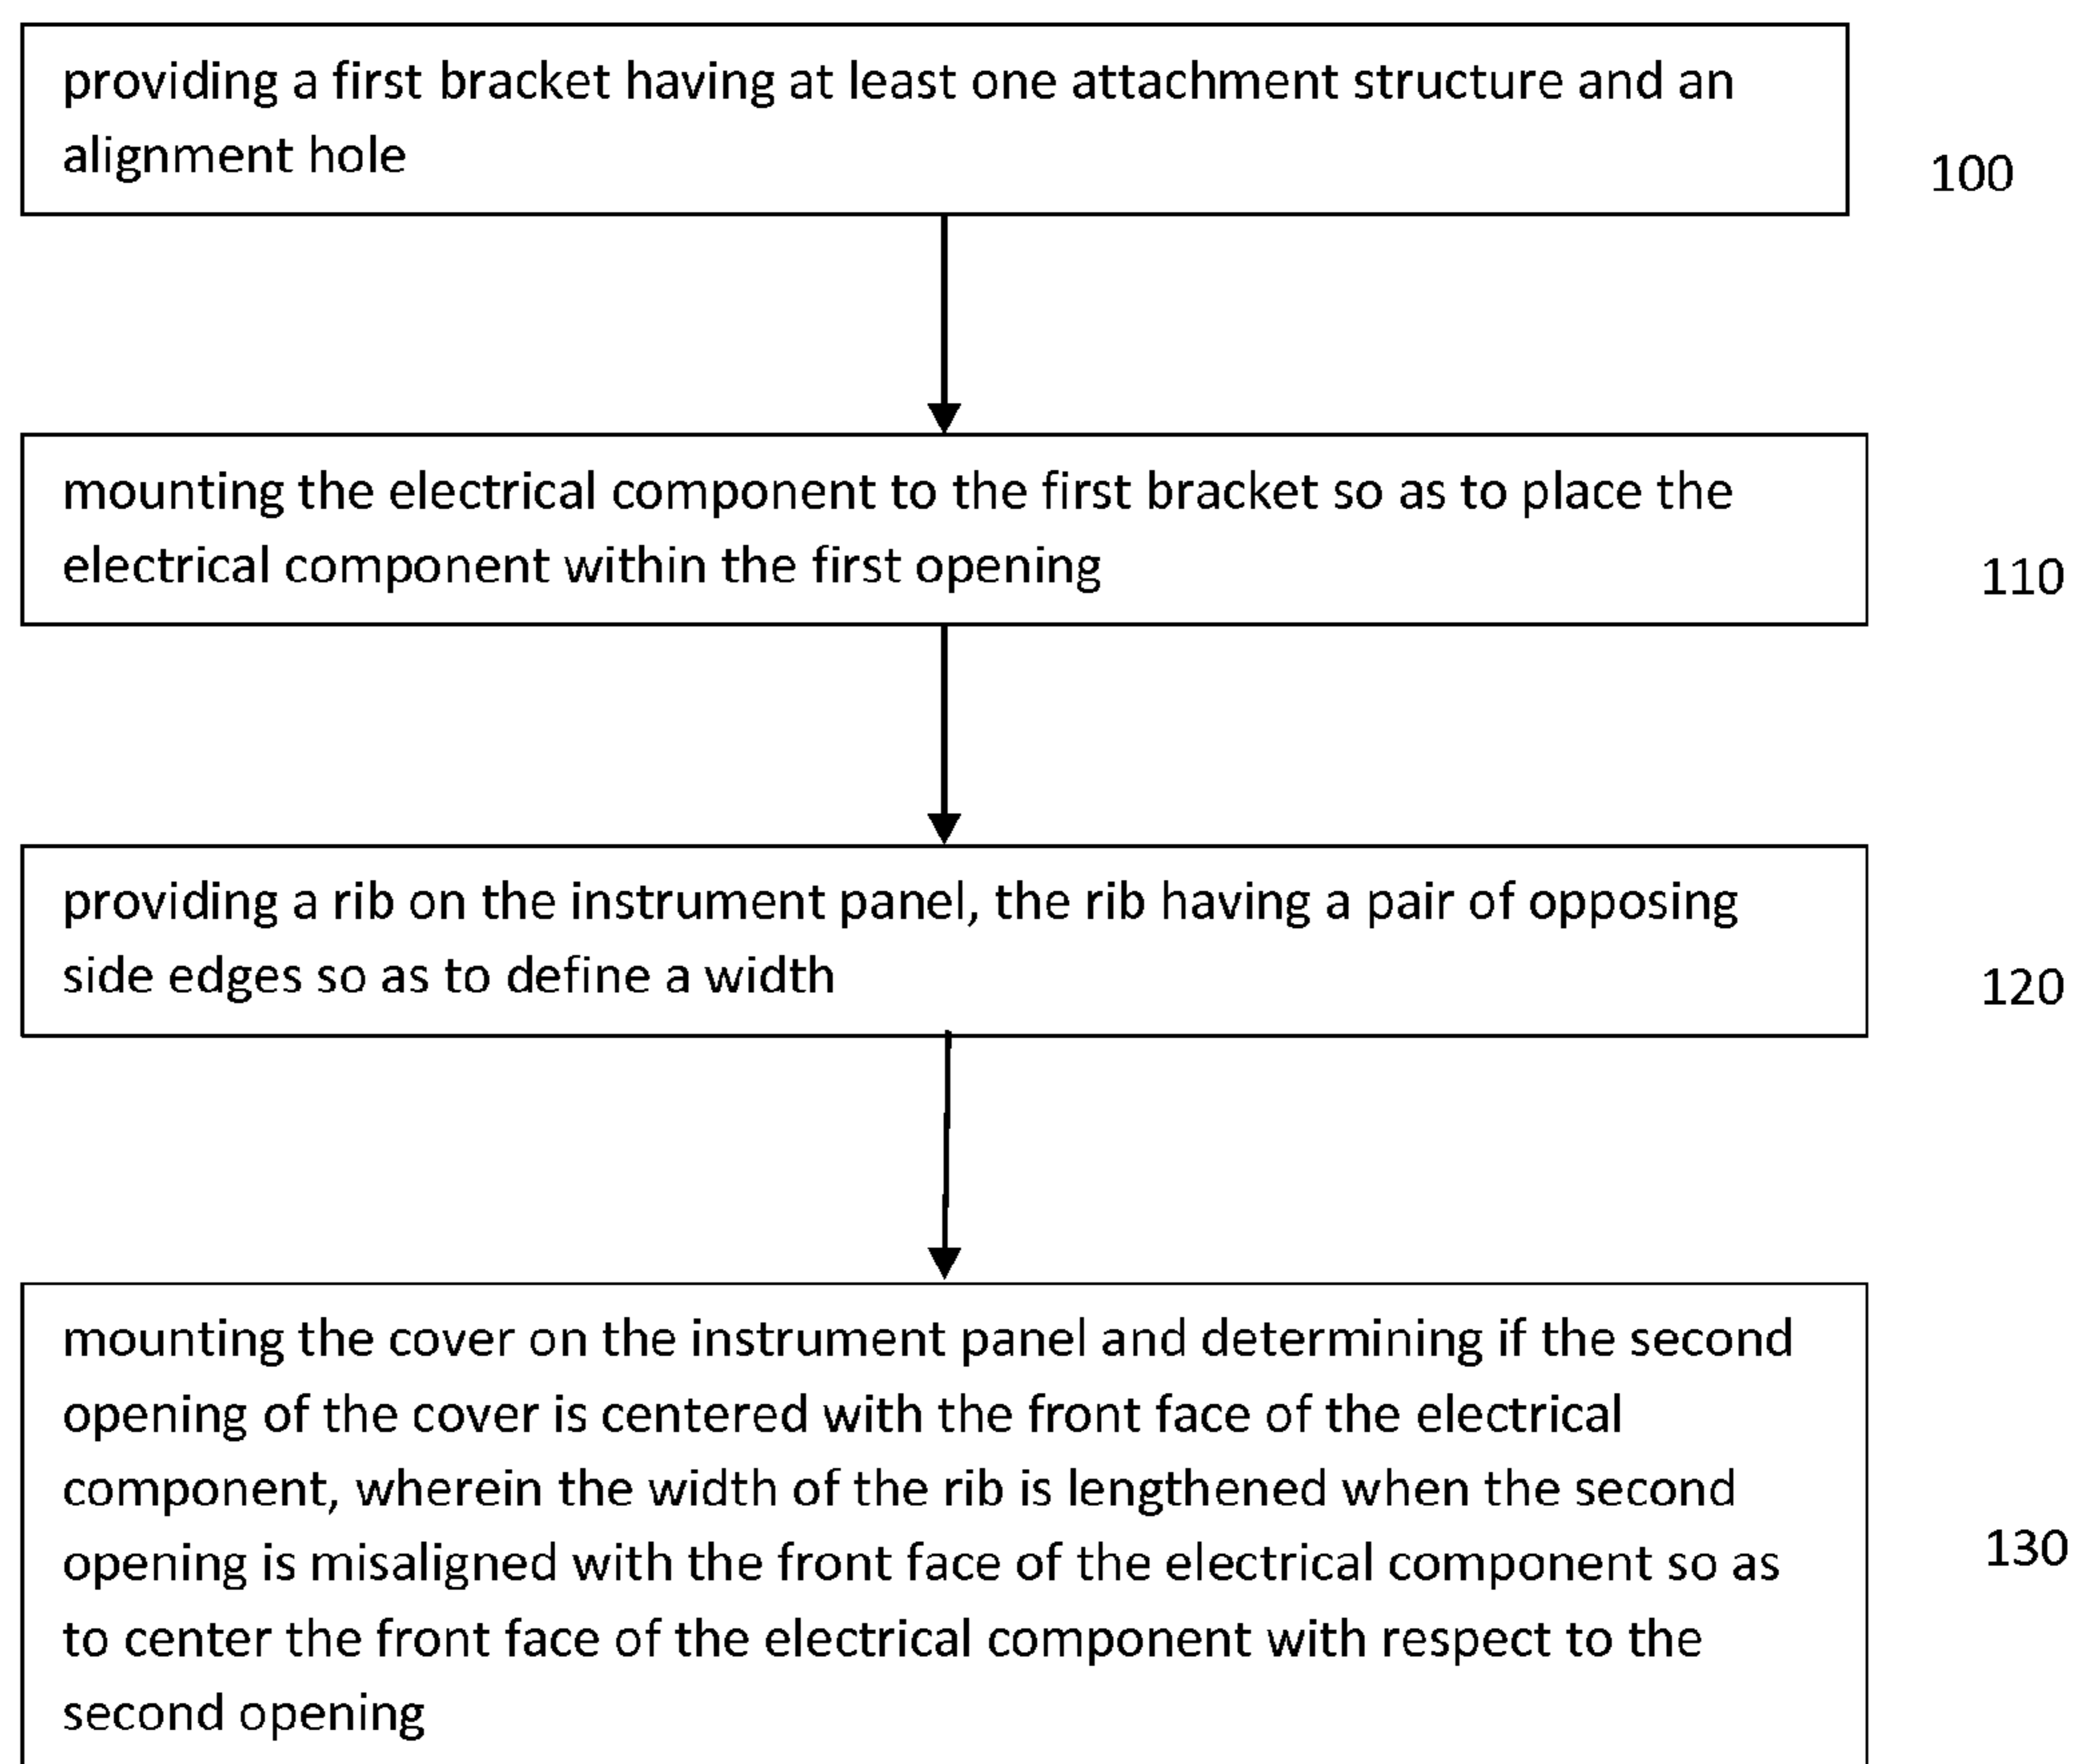 providing a first bracket having at least one attachment structure and an
alignment hole
100
mounting the electrical component to the first bracket so as to place the
electrical component within the first opening
110
providing a rib on the instrument panel, the rib having a pair of opposing
side edges so as to define a width
120
mounting the cover on the instrument panel and determining if the second
opening of the cover is centered with the front face of the electrical
component, wherein the width of the rib is lengthened when the second
opening is misaligned with the front face of the electrical component so as
to center the front face of the electrical component with respect to the
second opening
130